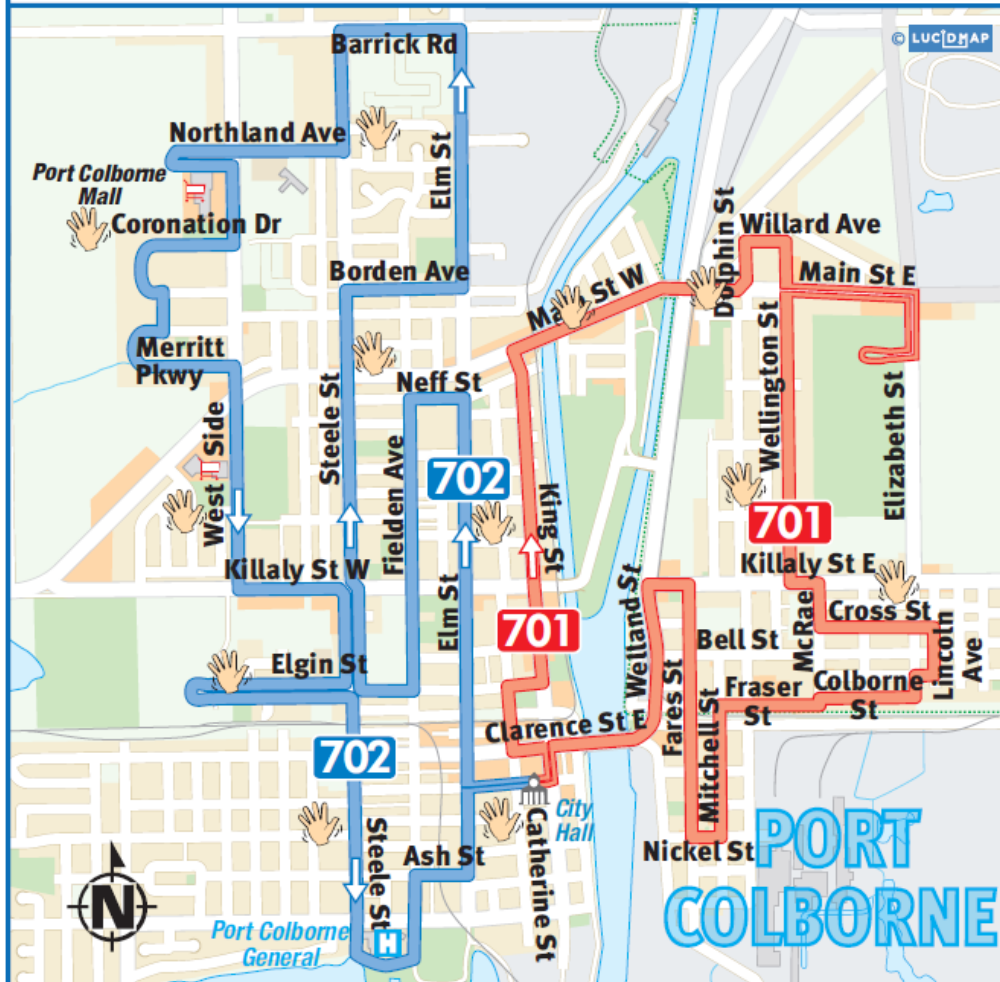 © LUCIDMAP
Barrick Rd
Northland Ave
Elm St
Port Colborne
Mall
Coronation Dr
Dolphin St
Willard Ave
Borden Ave
Main St W
Main St E
Merritt
Pkwy
Neff St
Wellington St
Elizabeth St
West Side
Steele St
Fielden Ave
702
King St
701
Killaly St W
Killaly St E
Elm St
701
Welland St
McRae
Cross St
Lincoln
Ave
Bell St
Elgin St
Fares St
Mitchell St
Fraser
St
Colborne
St
Clarence St E
702
City
Hall
Catherine St
Steele St
Ash St
Nickel St
PORT
COLBORNE
N
Port Colborne
General
H